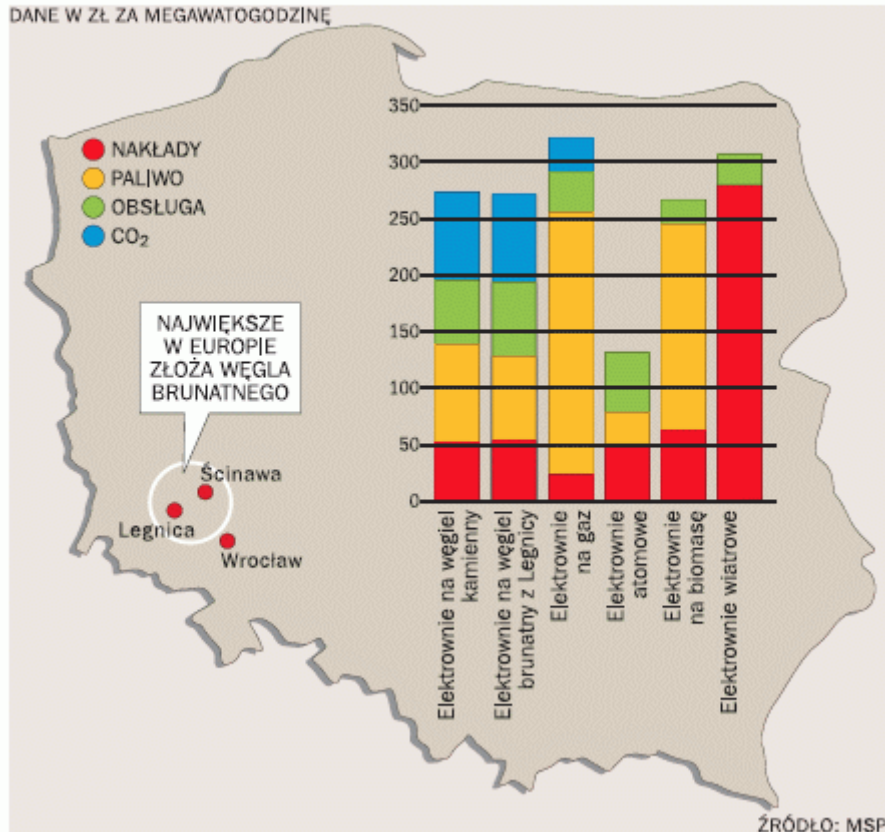 DANE W ZŁ ZA MEGAWATOGODZINĘ
NAKŁADY
PALIWO
OBSŁUGA
CO₂
NAJWIĘKSZE
W EUROPIE
ZŁOŻA WĘGLA
BRUNATNEGO
Ścinawa
Legnica
Wrocław
350
300
250
200
150
100
50
0
Elektrownie na węgiel
kamienny
Elektrownie na węgiel
brunatny z Legnicy
Elektrownie
na gaz
Elektrownie
atomowe
Elektrownie
na biomasę
Elektrownie wiatrowe
ŹRÓDŁO: MSP